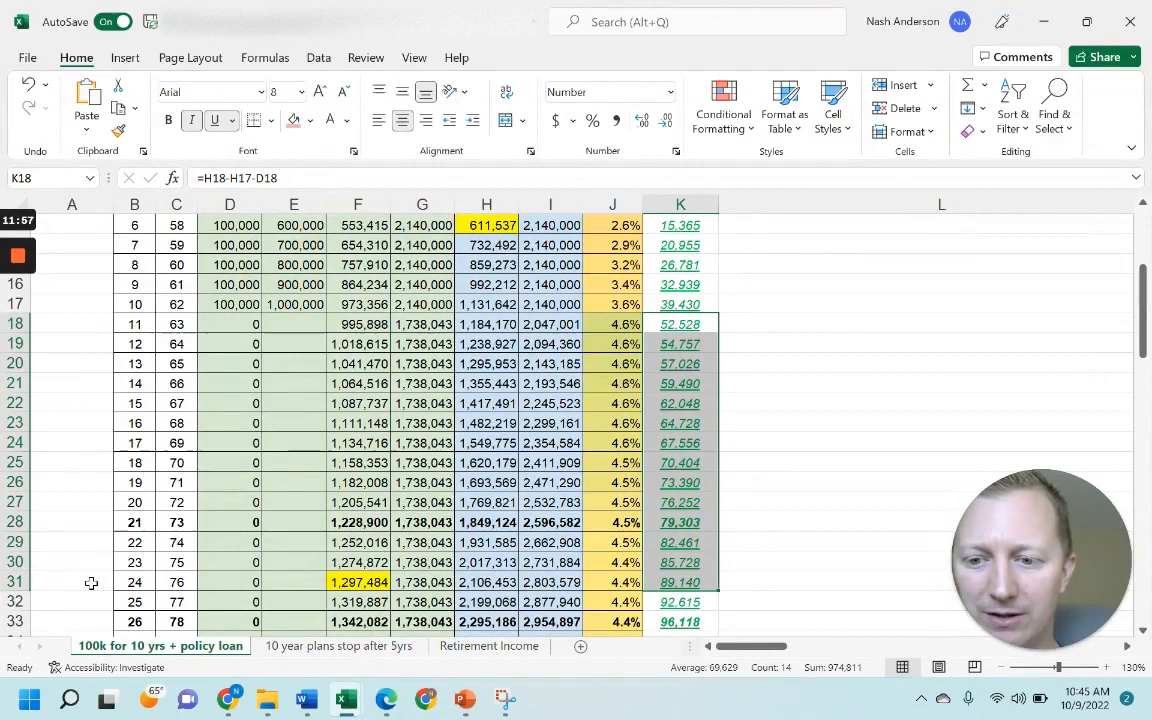 AutoSave On Search (Alt+Q) Nash Anderson NA
File Home Insert Page Layout Formulas Data Review View Help Comments Share
Arial 8 Number Insert
Paste B I U $ % Conditional Formatting Format as Table Cell Styles Delete Sort & Filter Find & Select
Format
Undo Clipboard Font Alignment Number Styles Cells Editing
K18 fx =H18-H17-D18
A B C D E F G H I J K L
11:57 6 58 100,000 600,000 553,415 2,140,000 611,537 2,140,000 2.6% 15,365
7 59 100,000 700,000 654,310 2,140,000 732,492 2,140,000 2.9% 20,955
8 60 100,000 800,000 757,910 2,140,000 859,273 2,140,000 3.2% 26,781
16 9 61 100,000 900,000 864,234 2,140,000 992,212 2,140,000 3.4% 32,939
17 10 62 100,000 1,000,000 973,356 2,140,000 1,131,642 2,140,000 3.6% 39,430
18 11 63 0 995,898 1,738,043 1,184,170 2,047,001 4.6% 52,528
19 12 64 0 1,018,615 1,738,043 1,238,927 2,094,360 4.6% 54,757
20 13 65 0 1,041,470 1,738,043 1,295,953 2,143,185 4.6% 57,026
21 14 66 0 1,064,516 1,738,043 1,355,443 2,193,546 4.6% 59,490
22 15 67 0 1,087,737 1,738,043 1,417,491 2,245,523 4.6% 62,048
23 16 68 0 1,111,148 1,738,043 1,482,219 2,299,161 4.6% 64,728
24 17 69 0 1,134,716 1,738,043 1,549,775 2,354,584 4.6% 67,556
25 18 70 0 1,158,353 1,738,043 1,620,179 2,411,909 4.5% 70,404
26 19 71 0 1,182,008 1,738,043 1,693,569 2,471,290 4.5% 73,390
27 20 72 0 1,205,541 1,738,043 1,769,821 2,532,783 4.5% 76,252
28 21 73 0 1,228,900 1,738,043 1,849,124 2,596,582 4.5% 79,303
29 22 74 0 1,252,016 1,738,043 1,931,585 2,662,908 4.5% 82,461
30 23 75 0 1,274,872 1,738,043 2,017,313 2,731,884 4.4% 85,728
31 24 76 0 1,297,484 1,738,043 2,106,453 2,803,579 4.4% 89,140
32 25 77 0 1,319,887 1,738,043 2,199,068 2,877,940 4.4% 92,615
33 26 78 0 1,342,082 1,738,043 2,295,186 2,954,897 4.4% 96,118
100k for 10 yrs + policy loan 10 year plans stop after 5yrs Retirement Income
Ready Accessibility: Investigate Average: 69,629 Count: 14 Sum: 974,811 130%
65° N 10:45 AM
10/9/2022 2